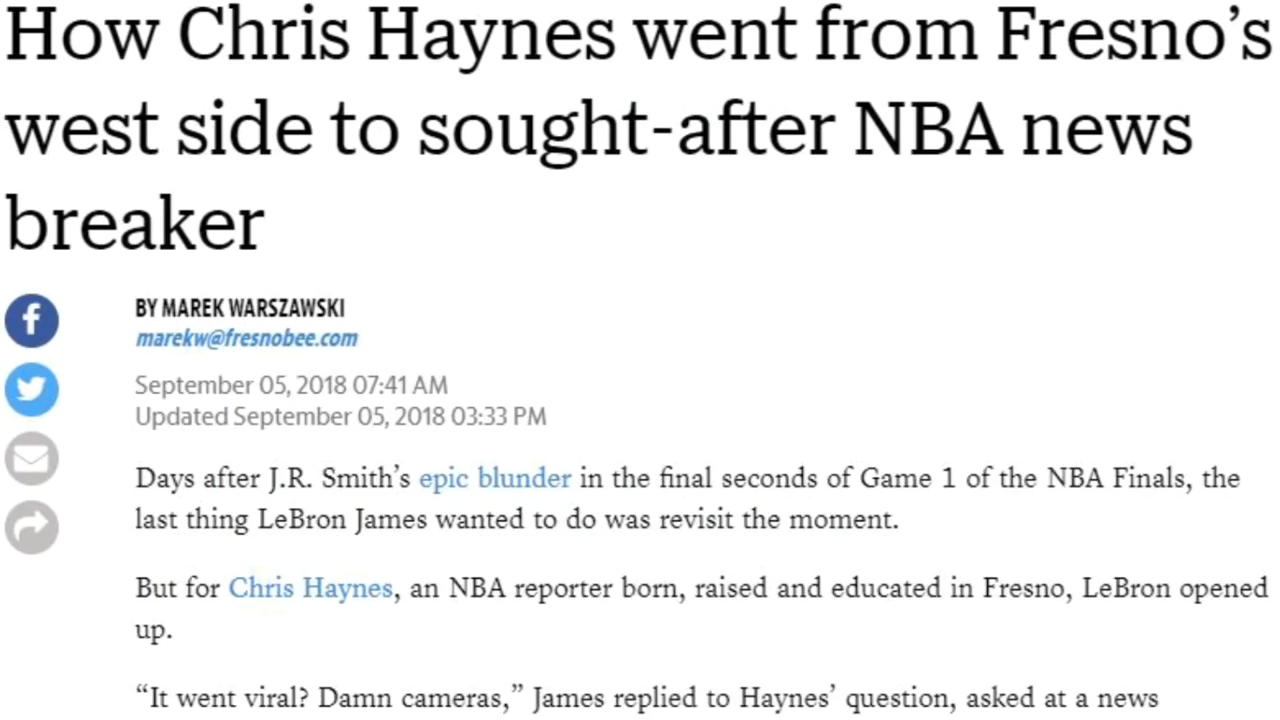 How Chris Haynes went from Fresno’s
west side to sought-after NBA news
breaker
BY MAREK WARSZAWSKI
marekw@fresnobee.com
September 05, 2018 07:41 AM
Updated September 05, 2018 03:33 PM
Days after J.R. Smith’s epic blunder in the final seconds of Game 1 of the NBA Finals, the
last thing LeBron James wanted to do was revisit the moment.
But for Chris Haynes, an NBA reporter born, raised and educated in Fresno, LeBron opened
up.
“It went viral? Damn cameras,” James replied to Haynes’ question, asked at a news